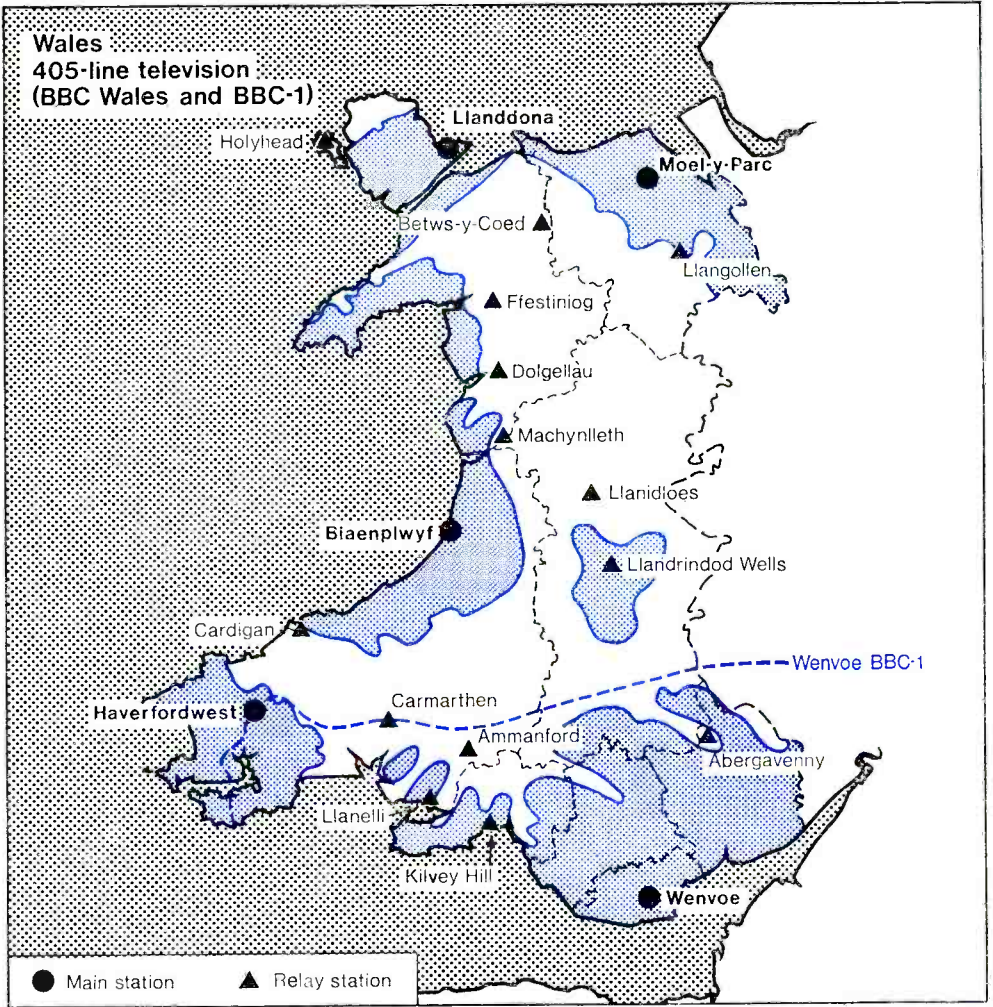 Wales
405-line television
(BBC Wales and BBC-1)
Llanddona
Holyhead
Moel-y-Parc
Betws-y-Coed
Llangollen
Ffestiniog
Dolgellau
Machynlleth
Llanidloes
Blaenplwyf
Llandrindod Wells
Cardigan
Wenvoe BBC-1
Carmarthen
Haverfordwest
Ammanford
Abergavenny
Llanelli
Kilvey Hill
Wenvoe
Main station
Relay station